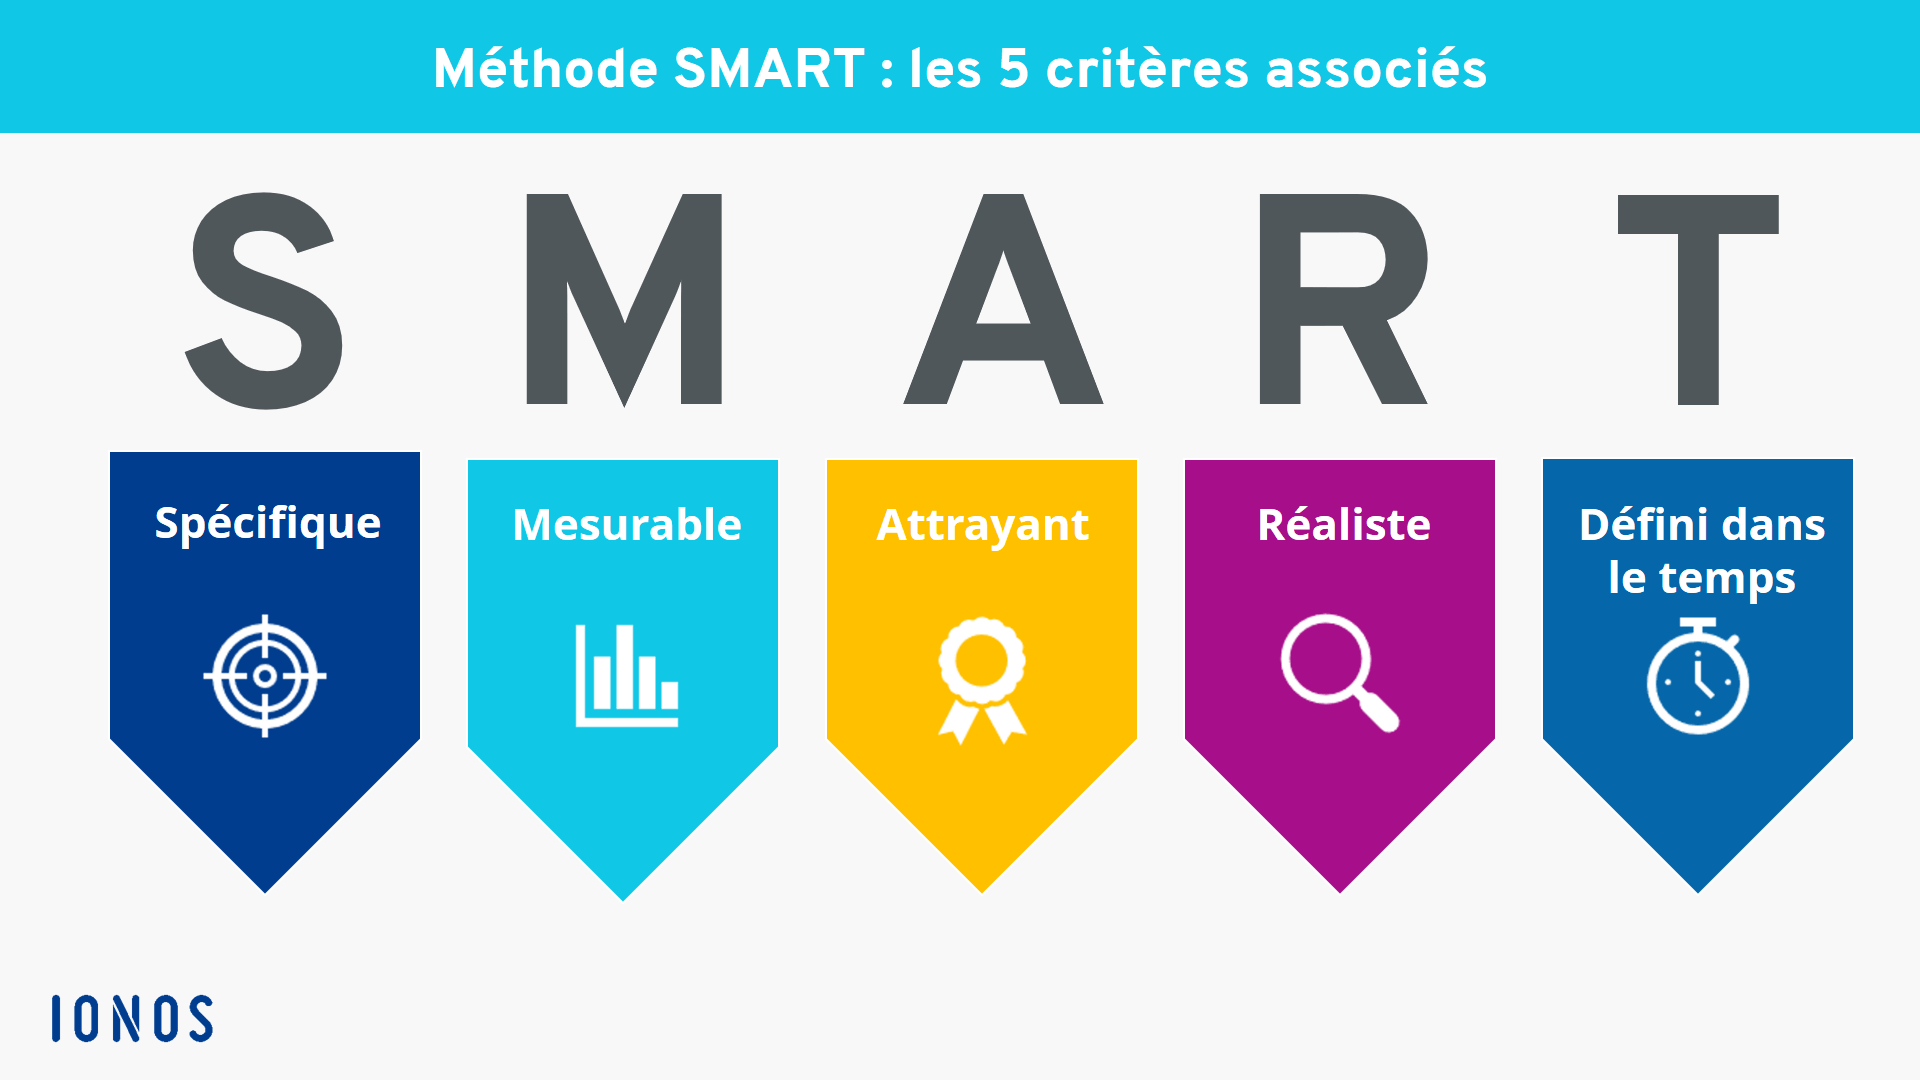 Méthode SMART : les 5 critères associés
S M A R T
Spécifique
Mesurable
Attrayant
Réaliste
Défini dans
le temps
IONOS